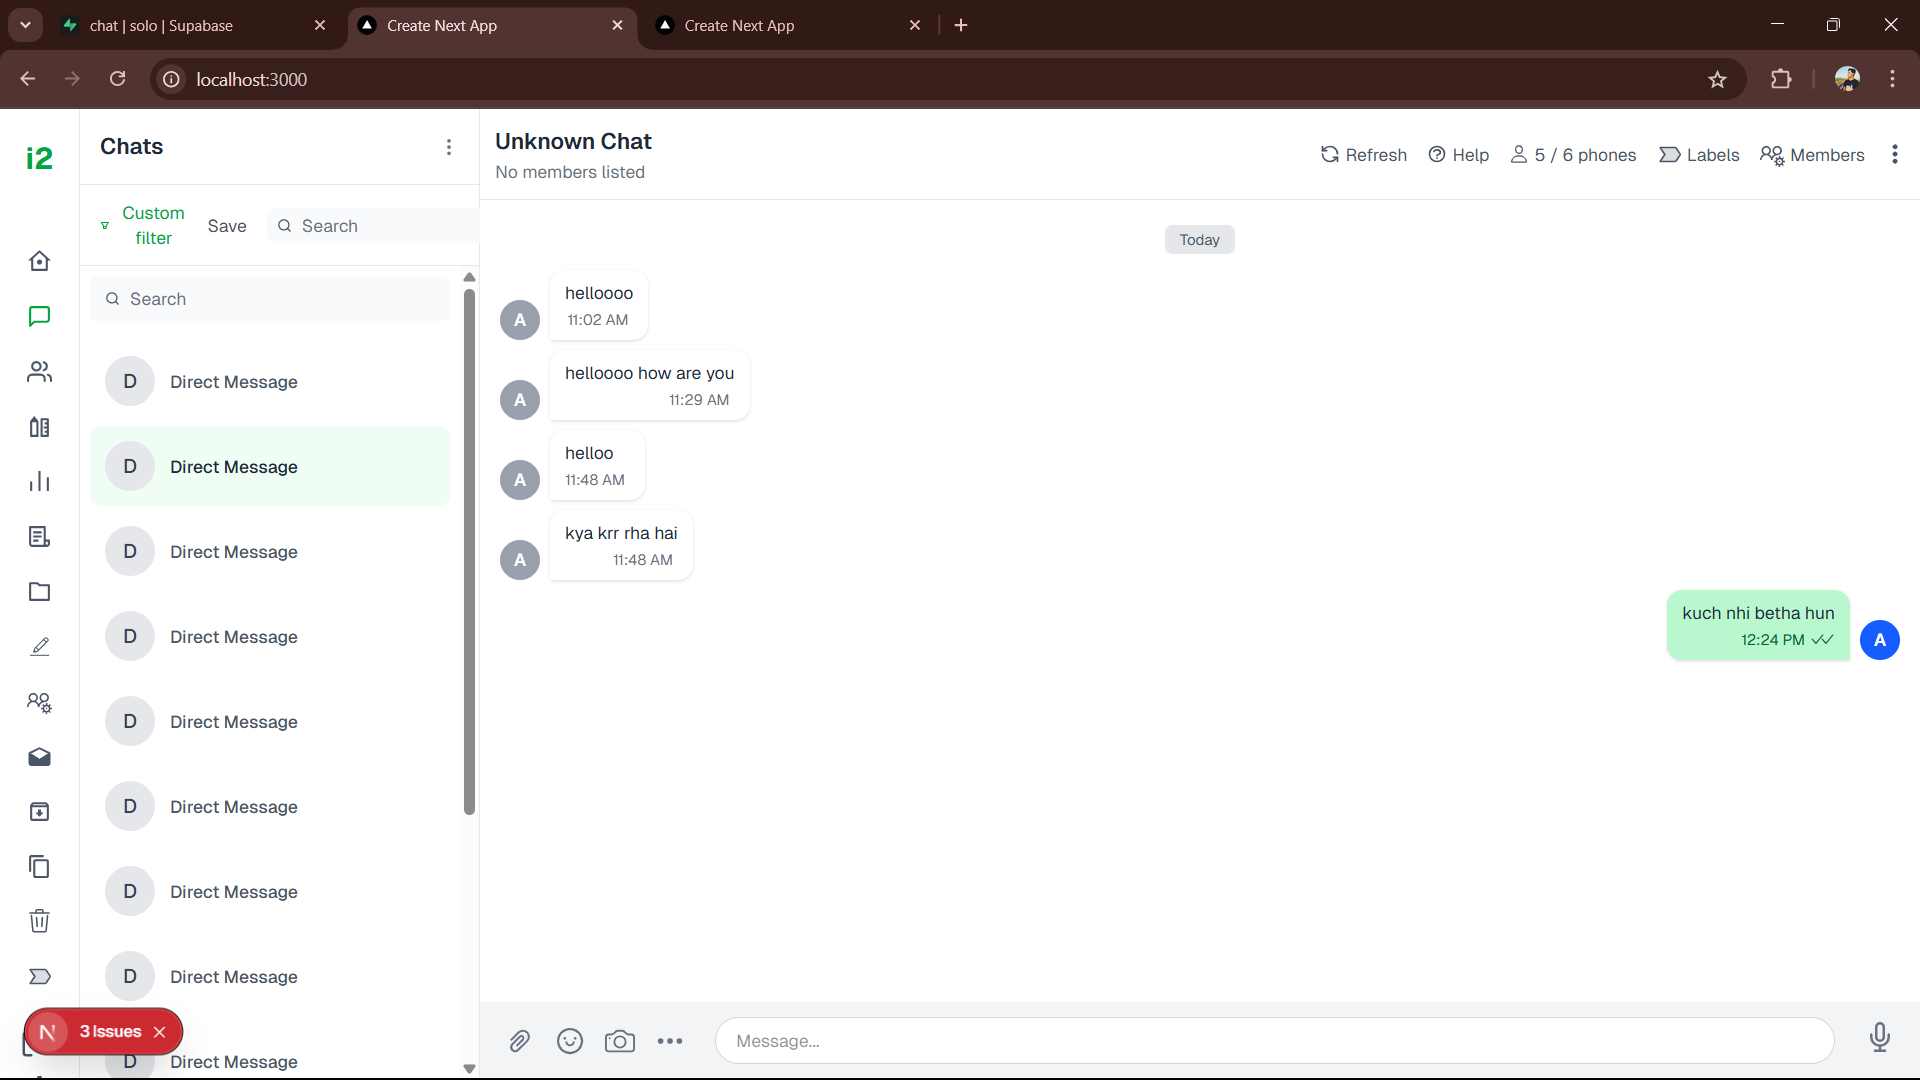 chat | solo | Supabase
Create Next App
Create Next App
localhost:3000
i2
Chats
Custom filter
Save
Search
Search
D Direct Message
D Direct Message
D Direct Message
D Direct Message
D Direct Message
D Direct Message
D Direct Message
D Direct Message
D Direct Message
N 3 Issues
Unknown Chat
No members listed
Refresh
Help
5 / 6 phones
Labels
Members
Today
helloooo
11:02 AM
A
helloooo how are you
11:29 AM
A
helloo
11:48 AM
A
kya krr rha hai
11:48 AM
A
kuch nhi betha hun
12:24 PM
A
Message...